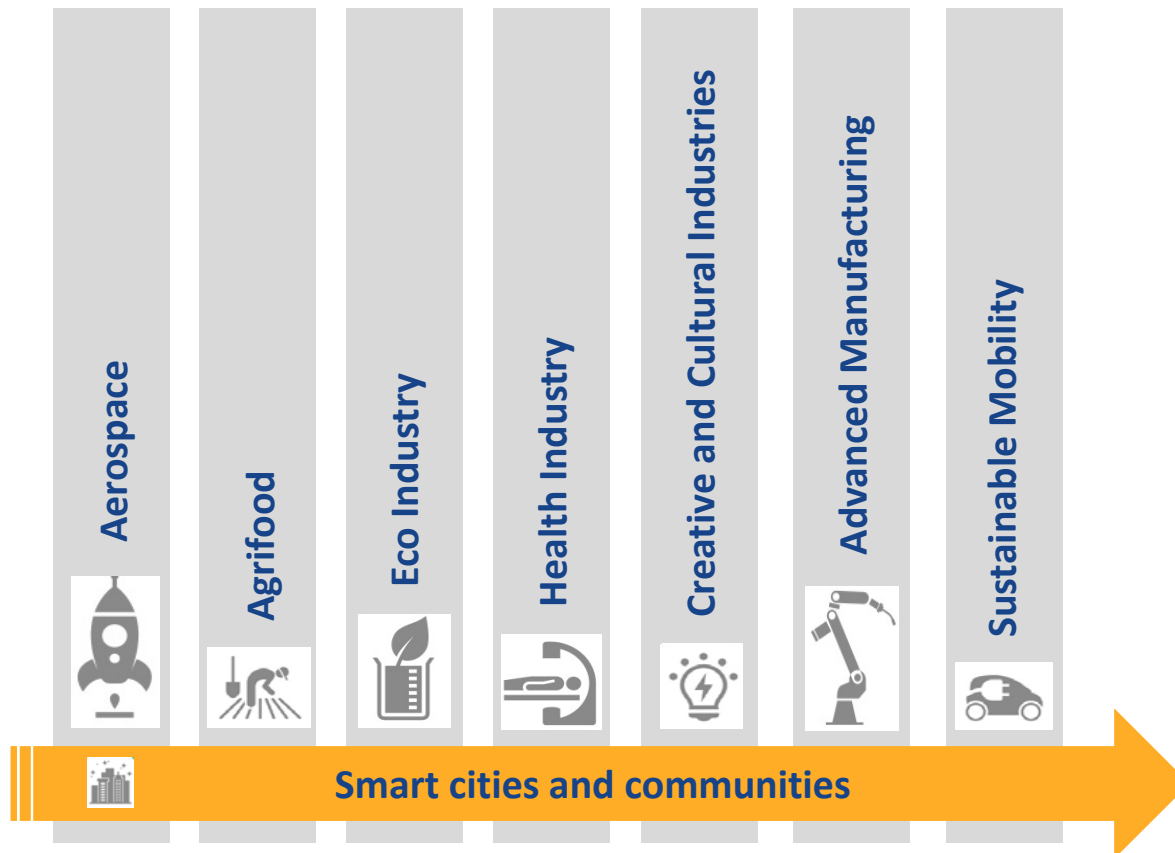 Aerospace
Agrifood
Eco Industry
Health Industry
Creative and Cultural Industries
Advanced Manufacturing
Sustainable Mobility
Smart cities and communities